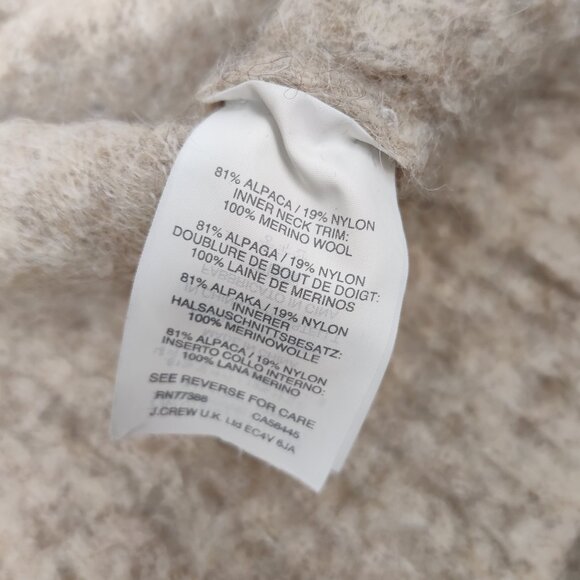 81% ALPACA / 19% NYLON
INNER NECK TRIM:
100% MERINO WOOL
81% ALPAGA / 19% NYLON
DOUBLURE DE BOUT DE DOIGT:
100% LAINE DE MERINOS
81% ALPAKA / 19% NYLON
INNERER
HALSAUSCHNITTSBESATZ:
100% MERINOWOLLE
81% ALPACA / 19% NYLON
INSERTO COLLO INTERNO:
100% LANA MERINO
SEE REVERSE FOR CARE
RN77388 CA58445
J.CREW U.K. Ltd EC4V 6JA